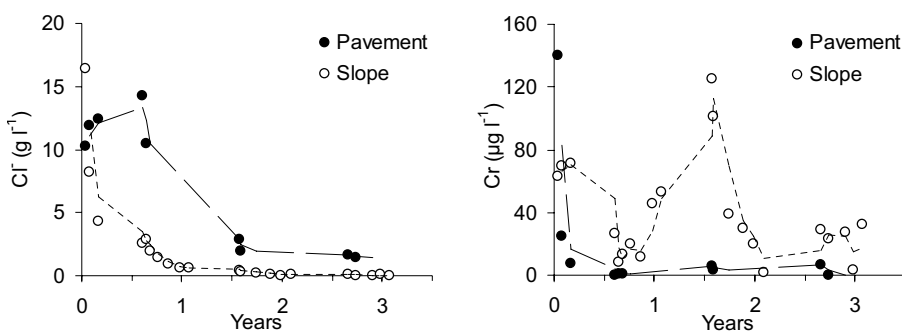 20
15
10
5
0
Cl⁻ (g l⁻¹)
Pavement
Slope
0 1 2 3
Years
160
120
80
40
0
Cr (µg l⁻¹)
Pavement
Slope
0 1 2 3
Years